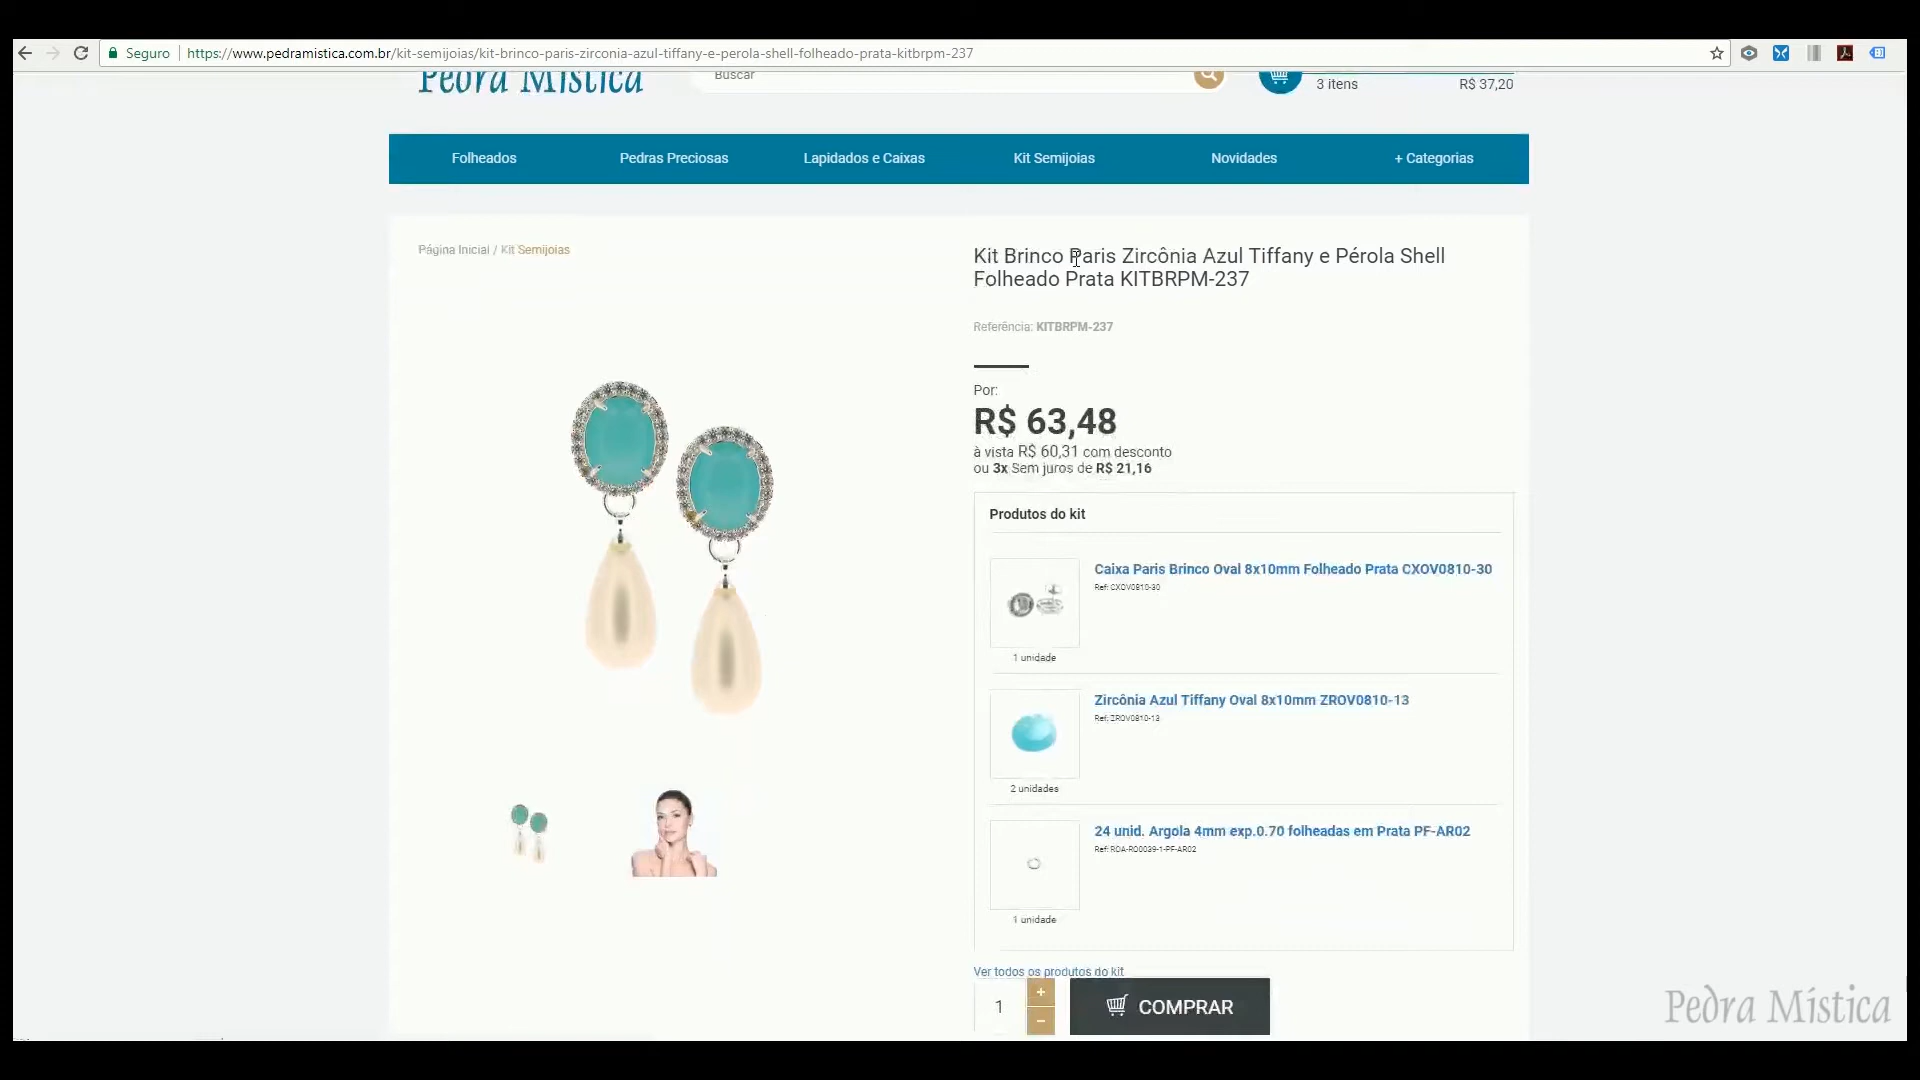 Seguro
https://www.pedramistica.com.br/kit-semijoias/kit-brinco-paris-zirconia-azul-tiffany-e-perola-shell-folheado-prata-kitbrpm-237
Pedra Mística
Buscar
3 itens
R$ 37,20
Folheados
Pedras Preciosas
Lapidados e Caixas
Kit Semijoias
Novidades
+ Categorias
Página Inicial / Kit Semijoias
Kit Brinco Paris Zircônia Azul Tiffany e Pérola Shell
Folheado Prata KITBRPM-237
Referência: KITBRPM-237
Por:
R$ 63,48
à vista R$ 60,31 com desconto
ou 3x Sem juros de R$ 21,16
Produtos do kit
Caixa Paris Brinco Oval 8x10mm Folheado Prata CXOV0810-30
Ref: CXOV0810-30
1 unidade
Zircônia Azul Tiffany Oval 8x10mm ZROV0810-13
Ref: ZROV0810-13
2 unidades
24 unid. Argola 4mm exp.0.70 folheadas em Prata PF-AR02
Ref: ROA-RO0039-1-PF-AR02
1 unidade
Ver todos os produtos do kit
1
+
−
COMPRAR
Pedra Mística